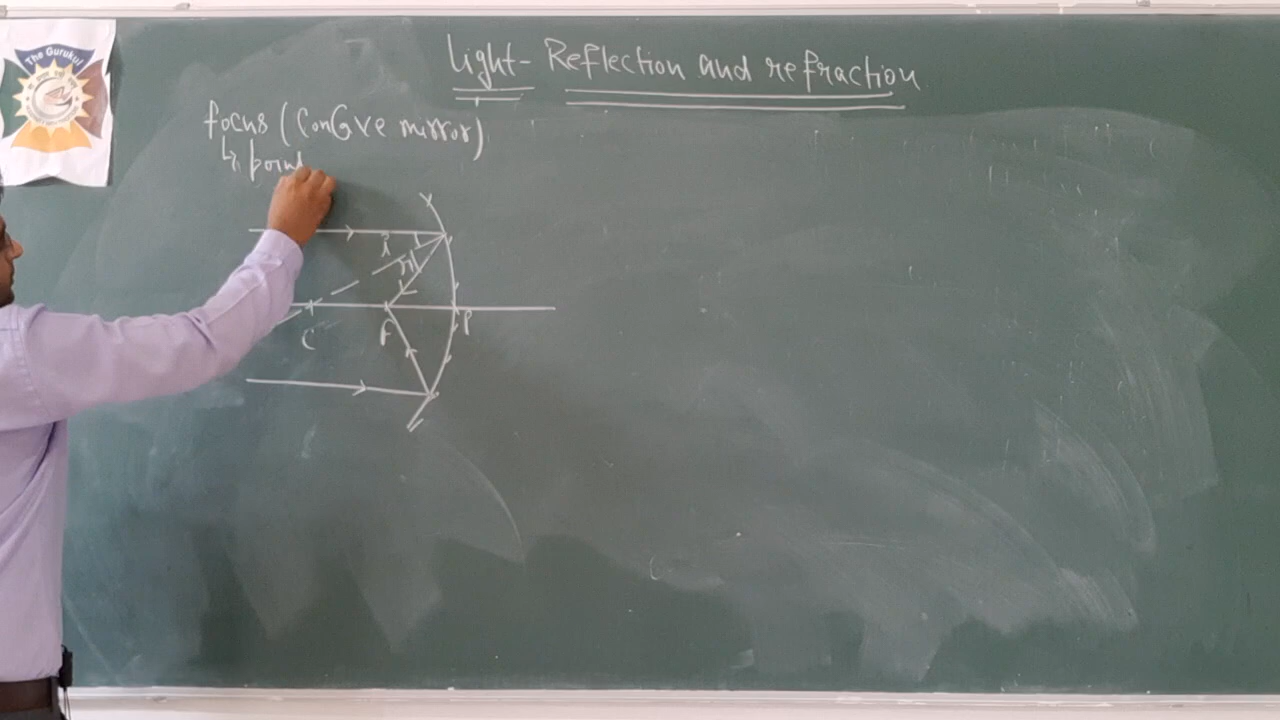 The Gurukul
Light- Reflection and refraction
focus (Concave mirror)
↳ point
i
r
C
F
P